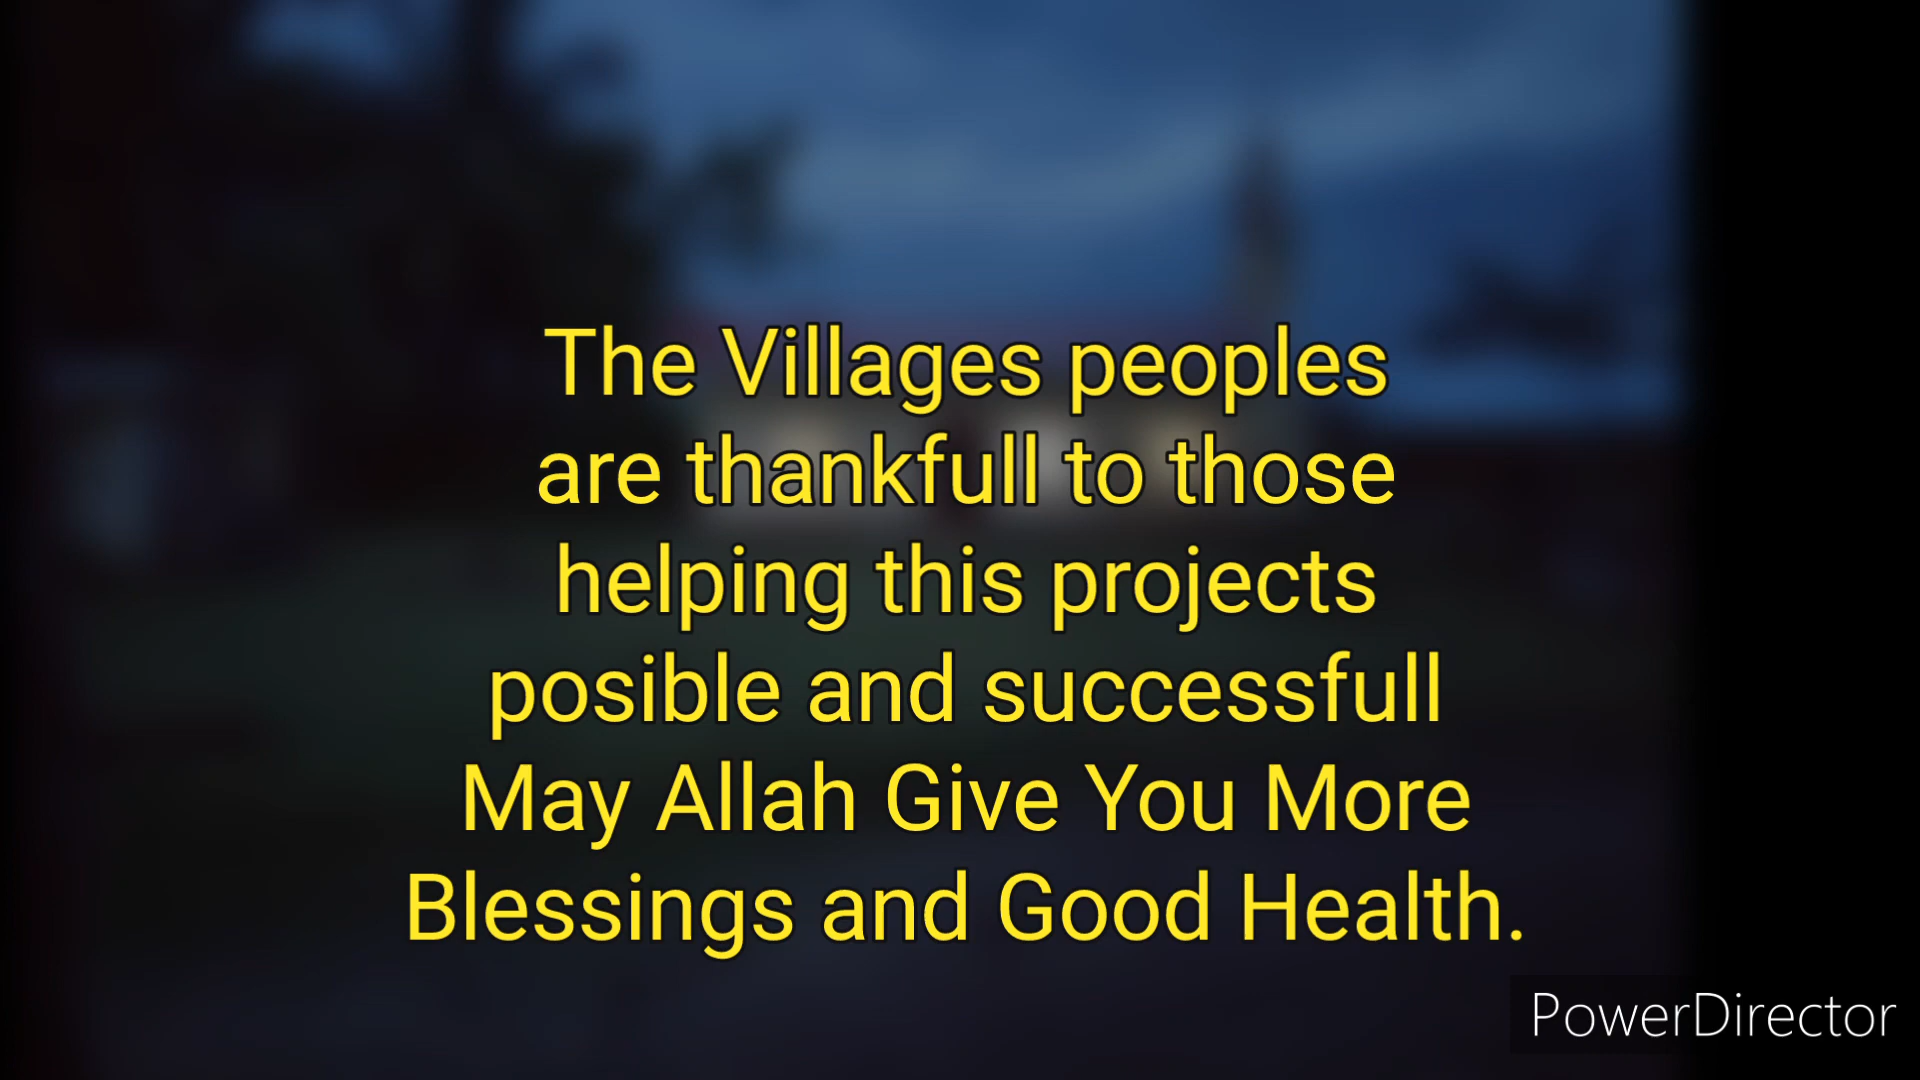 The Villages peoples
are thankfull to those
helping this projects
posible and successfull
May Allah Give You More
Blessings and Good Health.
PowerDirector